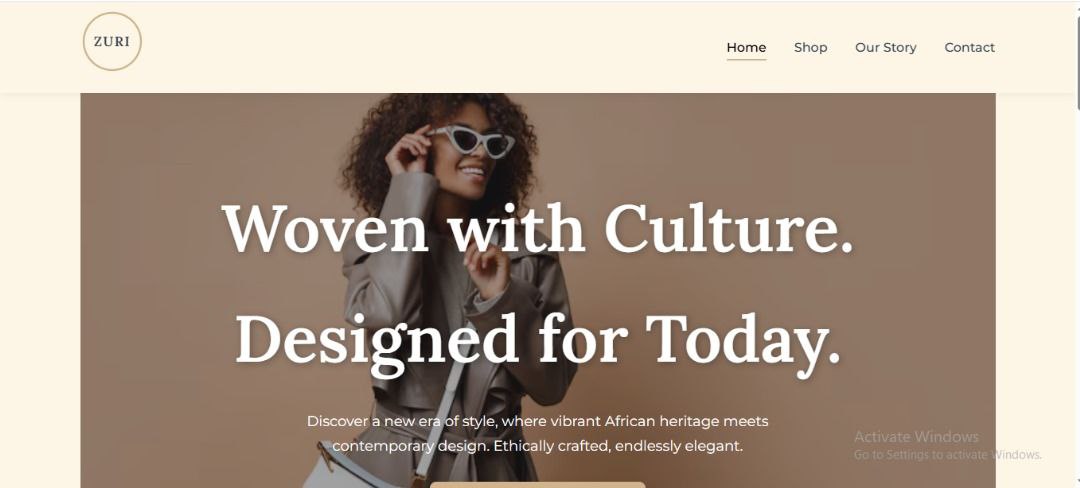 ZURI
Home Shop Our Story Contact
Woven with Culture.
Designed for Today.
Discover a new era of style, where vibrant African heritage meets
contemporary design. Ethically crafted, endlessly elegant.
Activate Windows
Go to Settings to activate Windows.